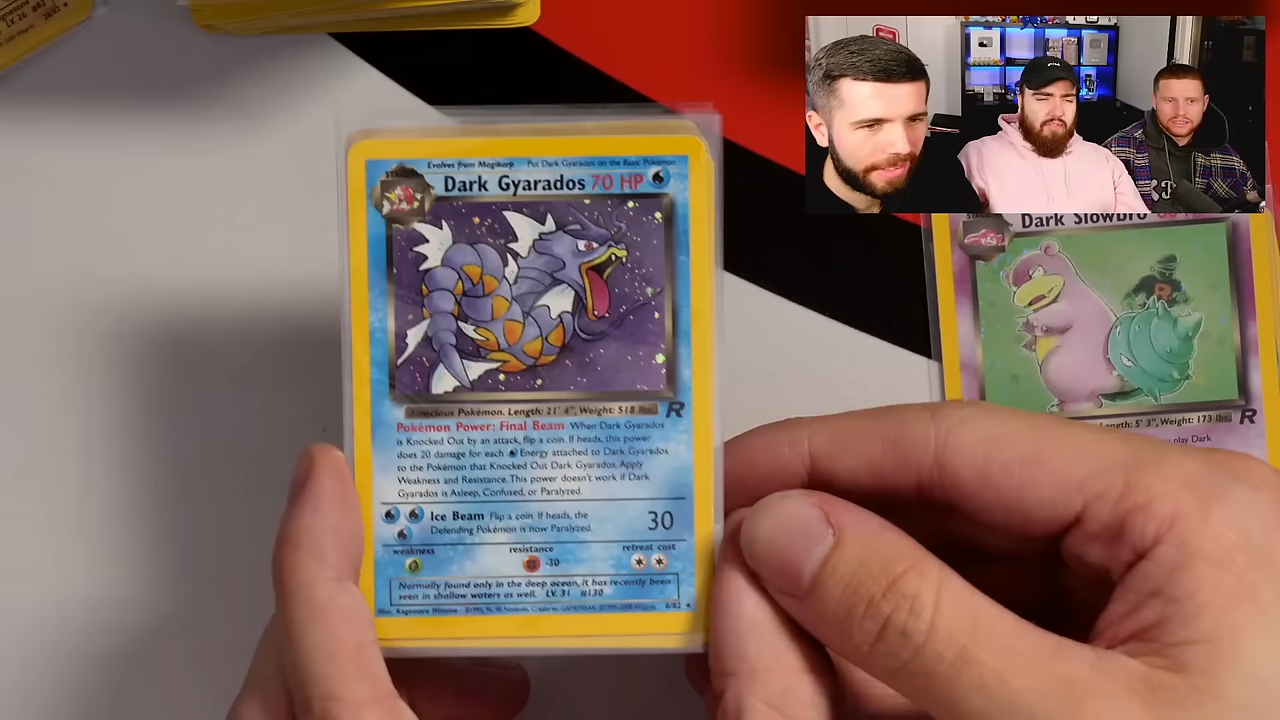 LV. 26 #82
Evolves from Magikarp Put Dark Gyarados on the Basic Pokémon
Dark Gyarados 70 HP
Atrocious Pokémon. Length: 21' 4", Weight: 518 lbs.
R
Pokémon Power: Final Beam When Dark Gyarados
is Knocked Out by an attack, flip a coin. If heads, this power
does 20 damage for each Energy attached to Dark Gyarados
to the Pokémon that Knocked Out Dark Gyarados. Apply
Weakness and Resistance. This power doesn't work if Dark
Gyarados is Asleep, Confused, or Paralyzed.
Ice Beam Flip a coin. If heads, the
Defending Pokémon is now Paralyzed.
30
weakness resistance retreat cost
-30
Normally found only in the deep ocean, it has recently been
seen in shallow waters as well. LV. 31 #130
8/82
Dark Slowbro
R
Length: 5' 3", Weight: 173 lbs.
R
play Dark